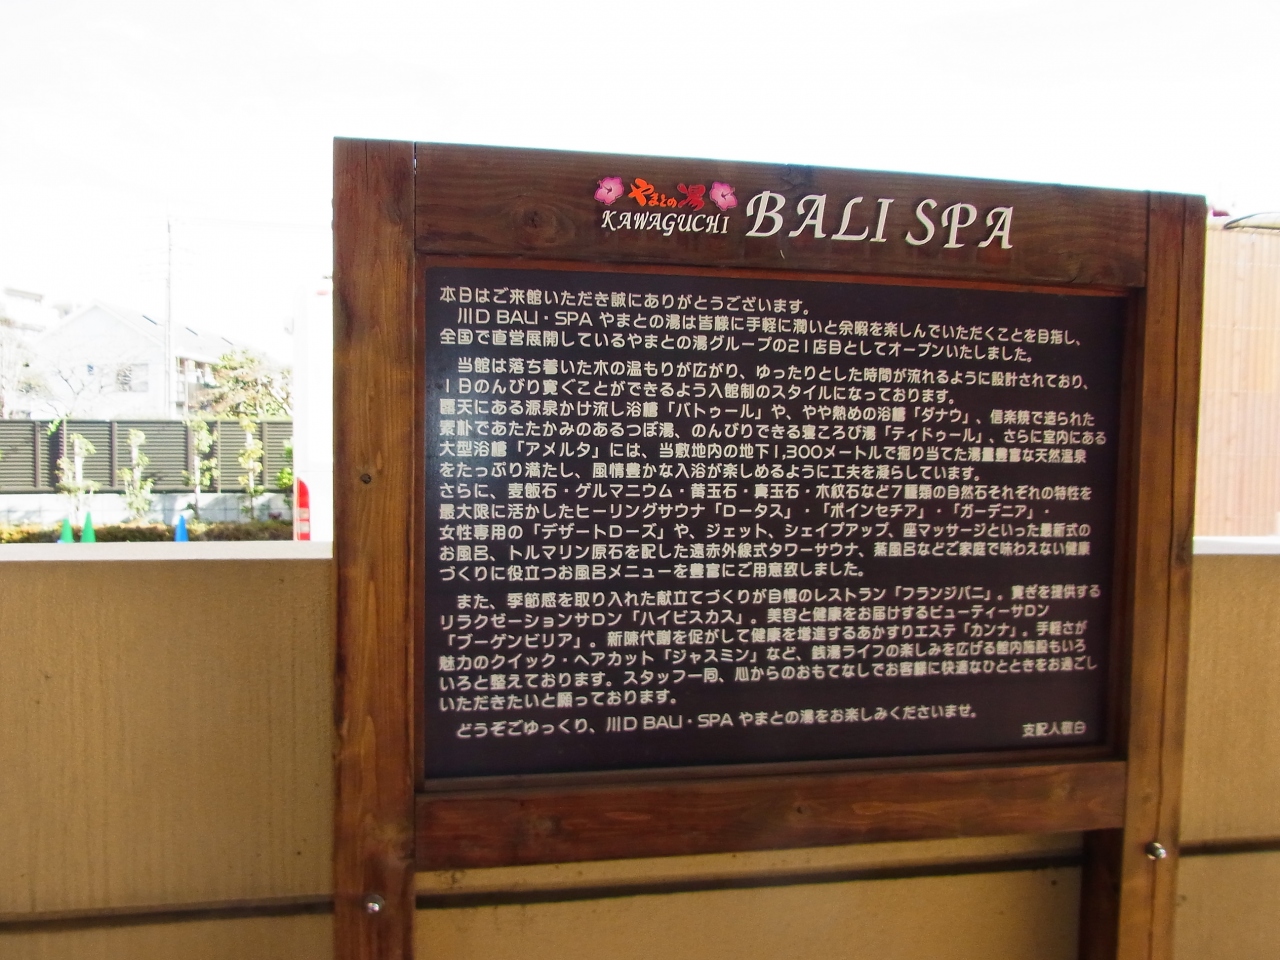 やまとの湯
KAWAGUCHI BALI SPA
本日はご来館いただき誠にありがとうございます。
川口 BALI・SPA やまとの湯は皆様に手軽に潤いと余暇を楽しんでいただくことを目指し、
全国で直営展開しているやまとの湯グループの21店目としてオープンいたしました。
当館は落ち着いた木の温もりが広がり、ゆったりとした時間が流れるように設計されており、
1日のんびり寛ぐことができるよう入館制のスタイルになっております。
露天にある源泉かけ流し浴槽「バトゥール」や、やや熱めの浴槽「ダナウ」、信楽焼で造られた
素朴であたたかみのあるつぼ湯、のんびりできる寝ころび湯「ティドゥール」、さらに室内にある
大型浴槽「アメルタ」には、当敷地内の地下1,300メートルで掘り当てた湯量豊富な天然温泉
をたっぷり満たし、風情豊かな入浴が楽しめるように工夫を凝らしています。
さらに、麦飯石・ゲルマニウム・黄玉石・真玉石・木紋石など7種類の自然石それぞれの特性を
最大限に活かしたヒーリングサウナ「ロータス」・「ポインセチア」・「ガーデニア」・
女性専用の「デザートローズ」や、ジェット、シェイプアップ、座マッサージといった最新式の
お風呂、トルマリン原石を配した遠赤外線式タワーサウナ、薬風呂などご家庭で味わえない健康
づくりに役立つお風呂メニューを豊富にご用意致しました。
また、季節感を取り入れた献立てづくりが自慢のレストラン「フランジパニ」。寛ぎを提供する
リラクゼーションサロン「ハイビスカス」。美容と健康をお届けするビューティーサロン
「ブーゲンビリア」。新陳代謝を促がして健康を増進するあかすりエステ「カンナ」。手軽さが
魅力のクイック・ヘアカット「ジャスミン」など、銭湯ライフの楽しみを広げる館内施設もいろ
いろと整えております。スタッフ一同、心からのおもてなしでお客様に快適なひとときをお過ごし
いただきたいと願っております。
どうぞごゆっくり、川口 BALI・SPA やまとの湯をお楽しみくださいませ。
支配人敬白